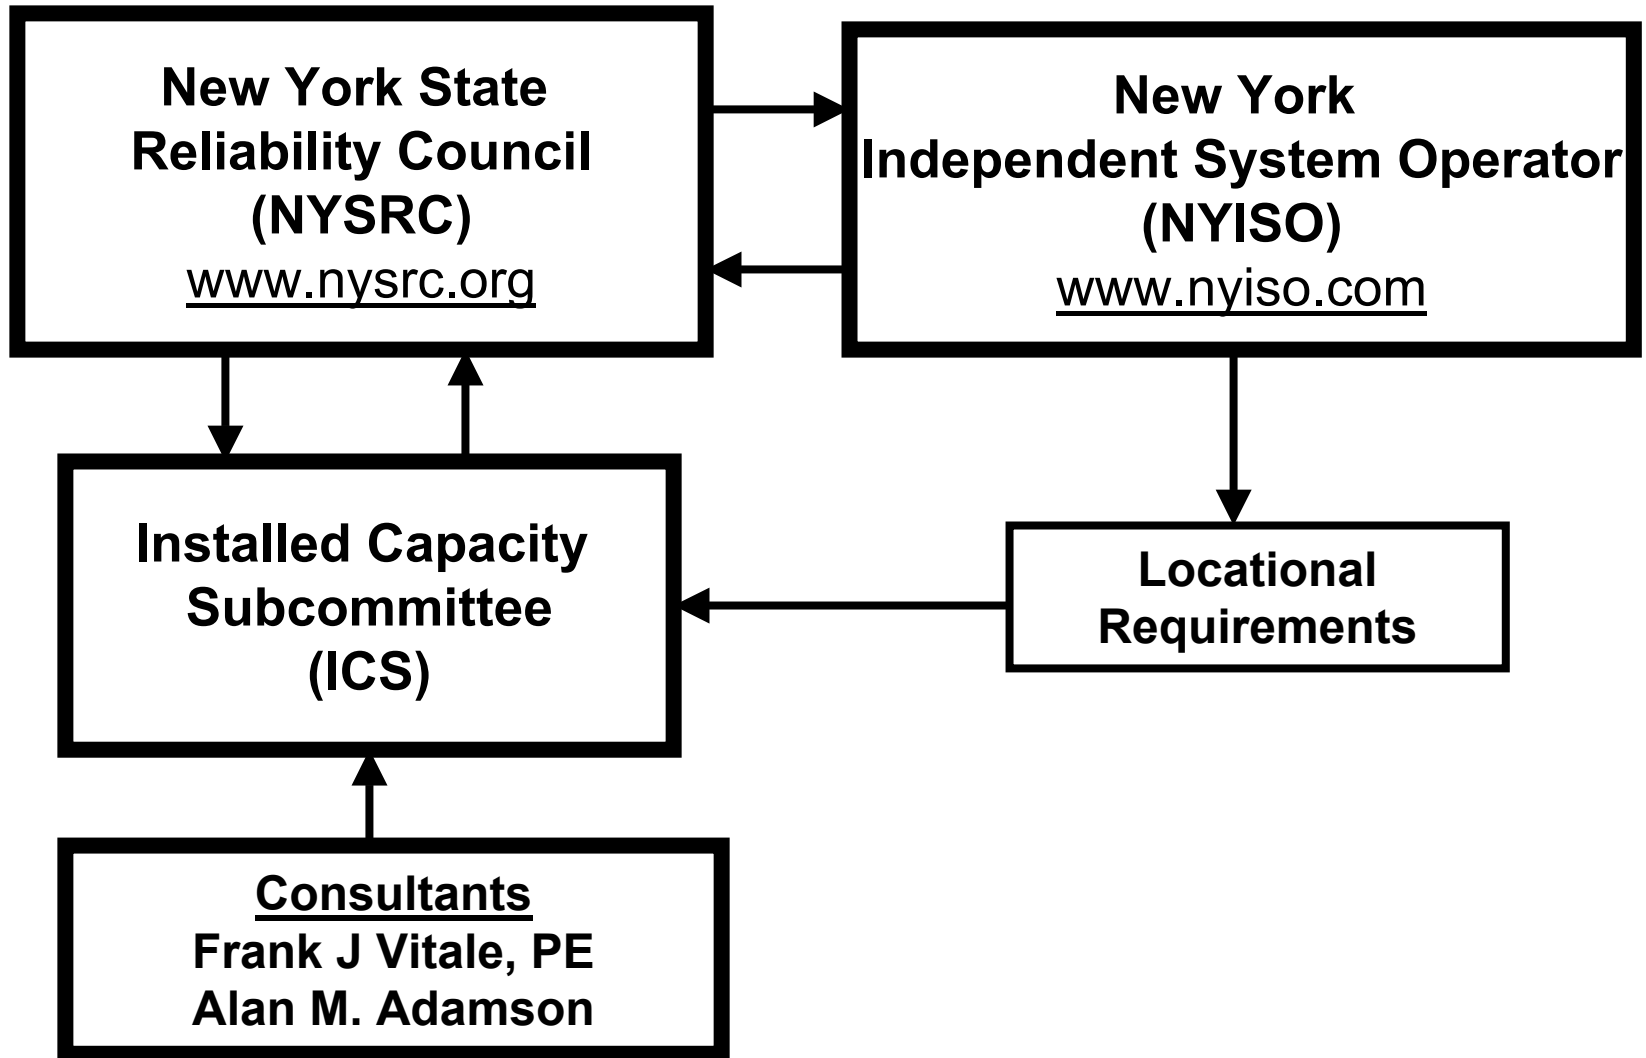 New York State
Reliability Council
(NYSRC)
www.nysrc.org
New York
Independent System Operator
(NYISO)
www.nyiso.com
Installed Capacity
Subcommittee
(ICS)
Locational
Requirements
Consultants
Frank J Vitale, PE
Alan M. Adamson